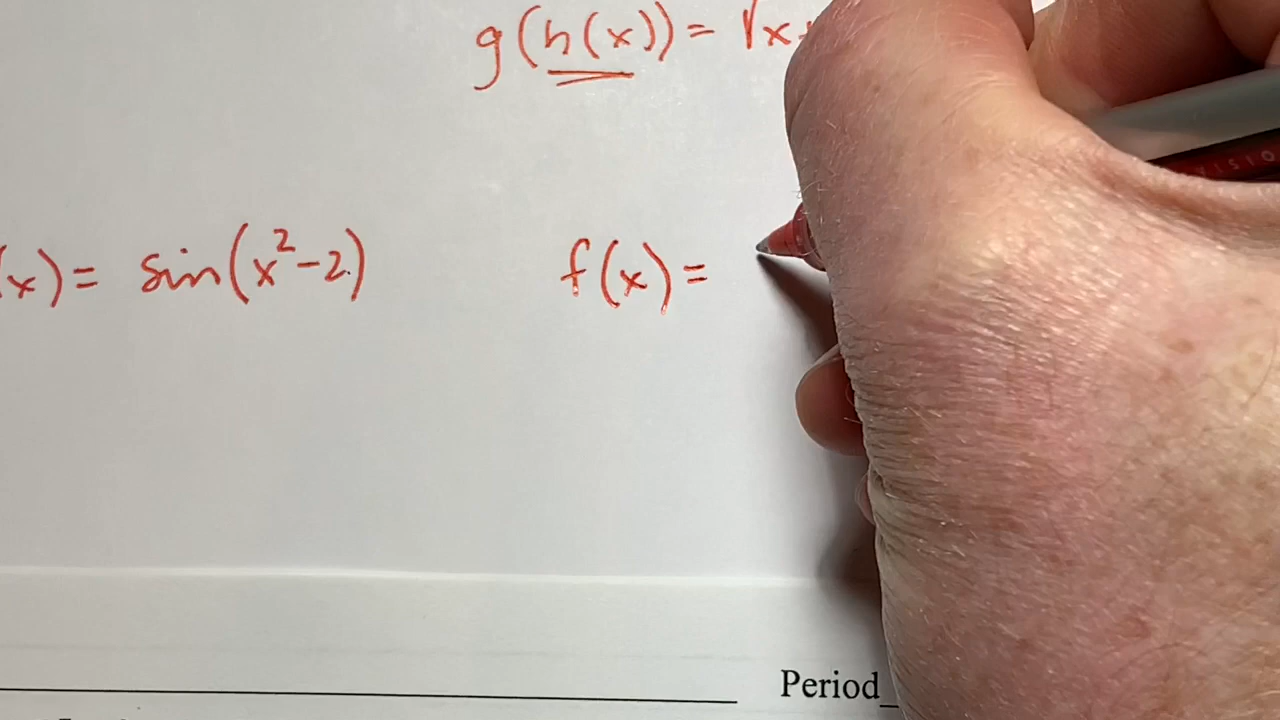 g(h(x)) = √x+
(x) = sin(x²-2) f(x) =
Period